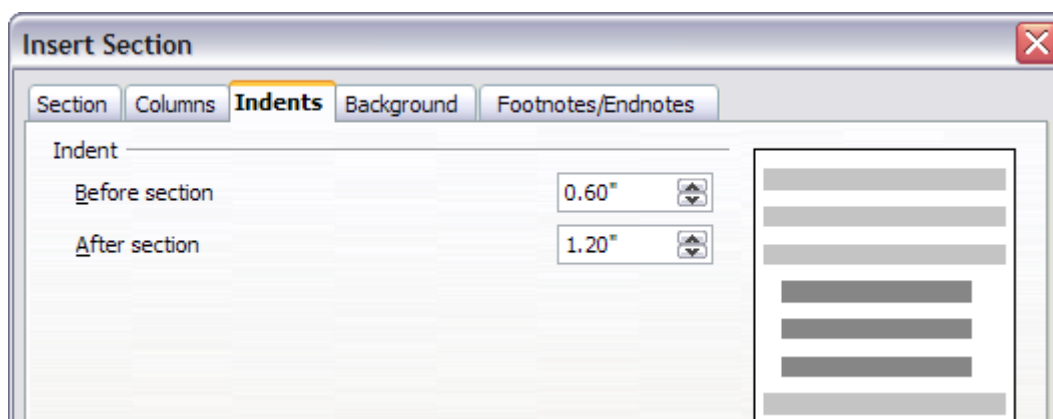 Insert Section
Section Columns Indents Background Footnotes/Endnotes
Indent
Before section 0.60"
After section 1.20"